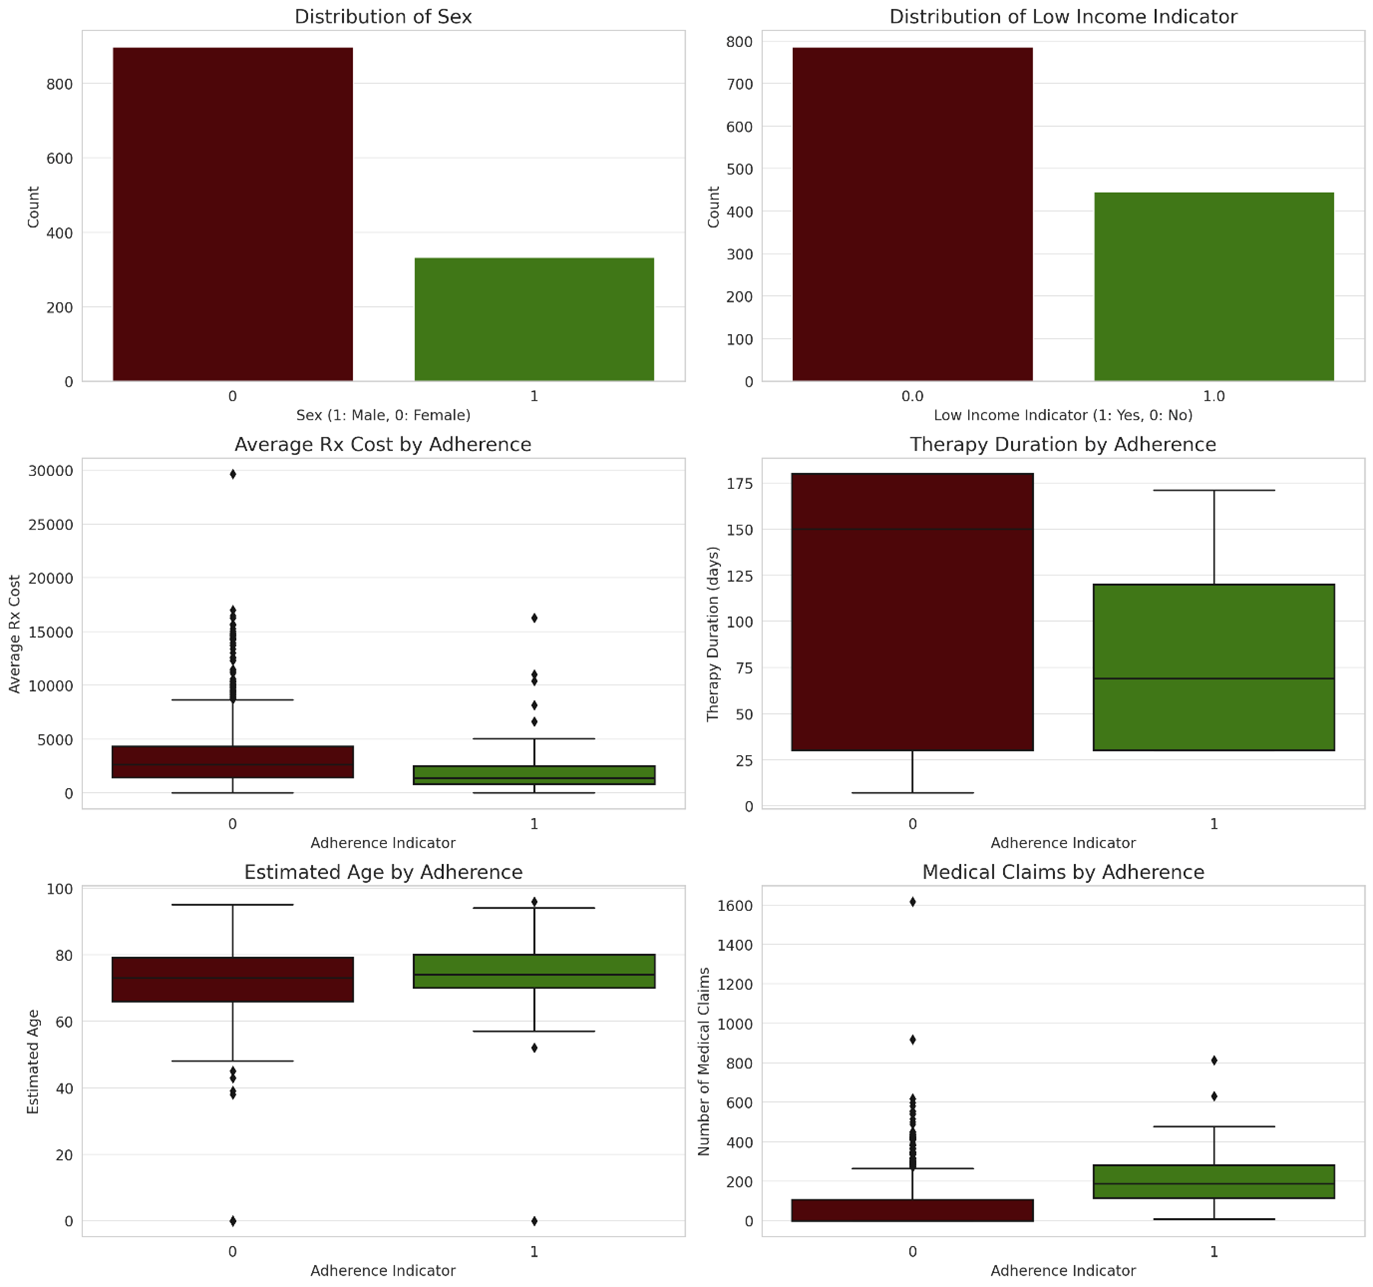 Distribution of Sex
Count
800
600
400
200
0
0 1
Sex (1: Male, 0: Female)
Distribution of Low Income Indicator
Count
800
700
600
500
400
300
200
100
0
0.0 1.0
Low Income Indicator (1: Yes, 0: No)
Average Rx Cost by Adherence
Average Rx Cost
30000
25000
20000
15000
10000
5000
0
0 1
Adherence Indicator
Therapy Duration by Adherence
Therapy Duration (days)
175
150
125
100
75
50
25
0
0 1
Adherence Indicator
Estimated Age by Adherence
Estimated Age
100
80
60
40
20
0
0 1
Adherence Indicator
Medical Claims by Adherence
Number of Medical Claims
1600
1400
1200
1000
800
600
400
200
0
0 1
Adherence Indicator